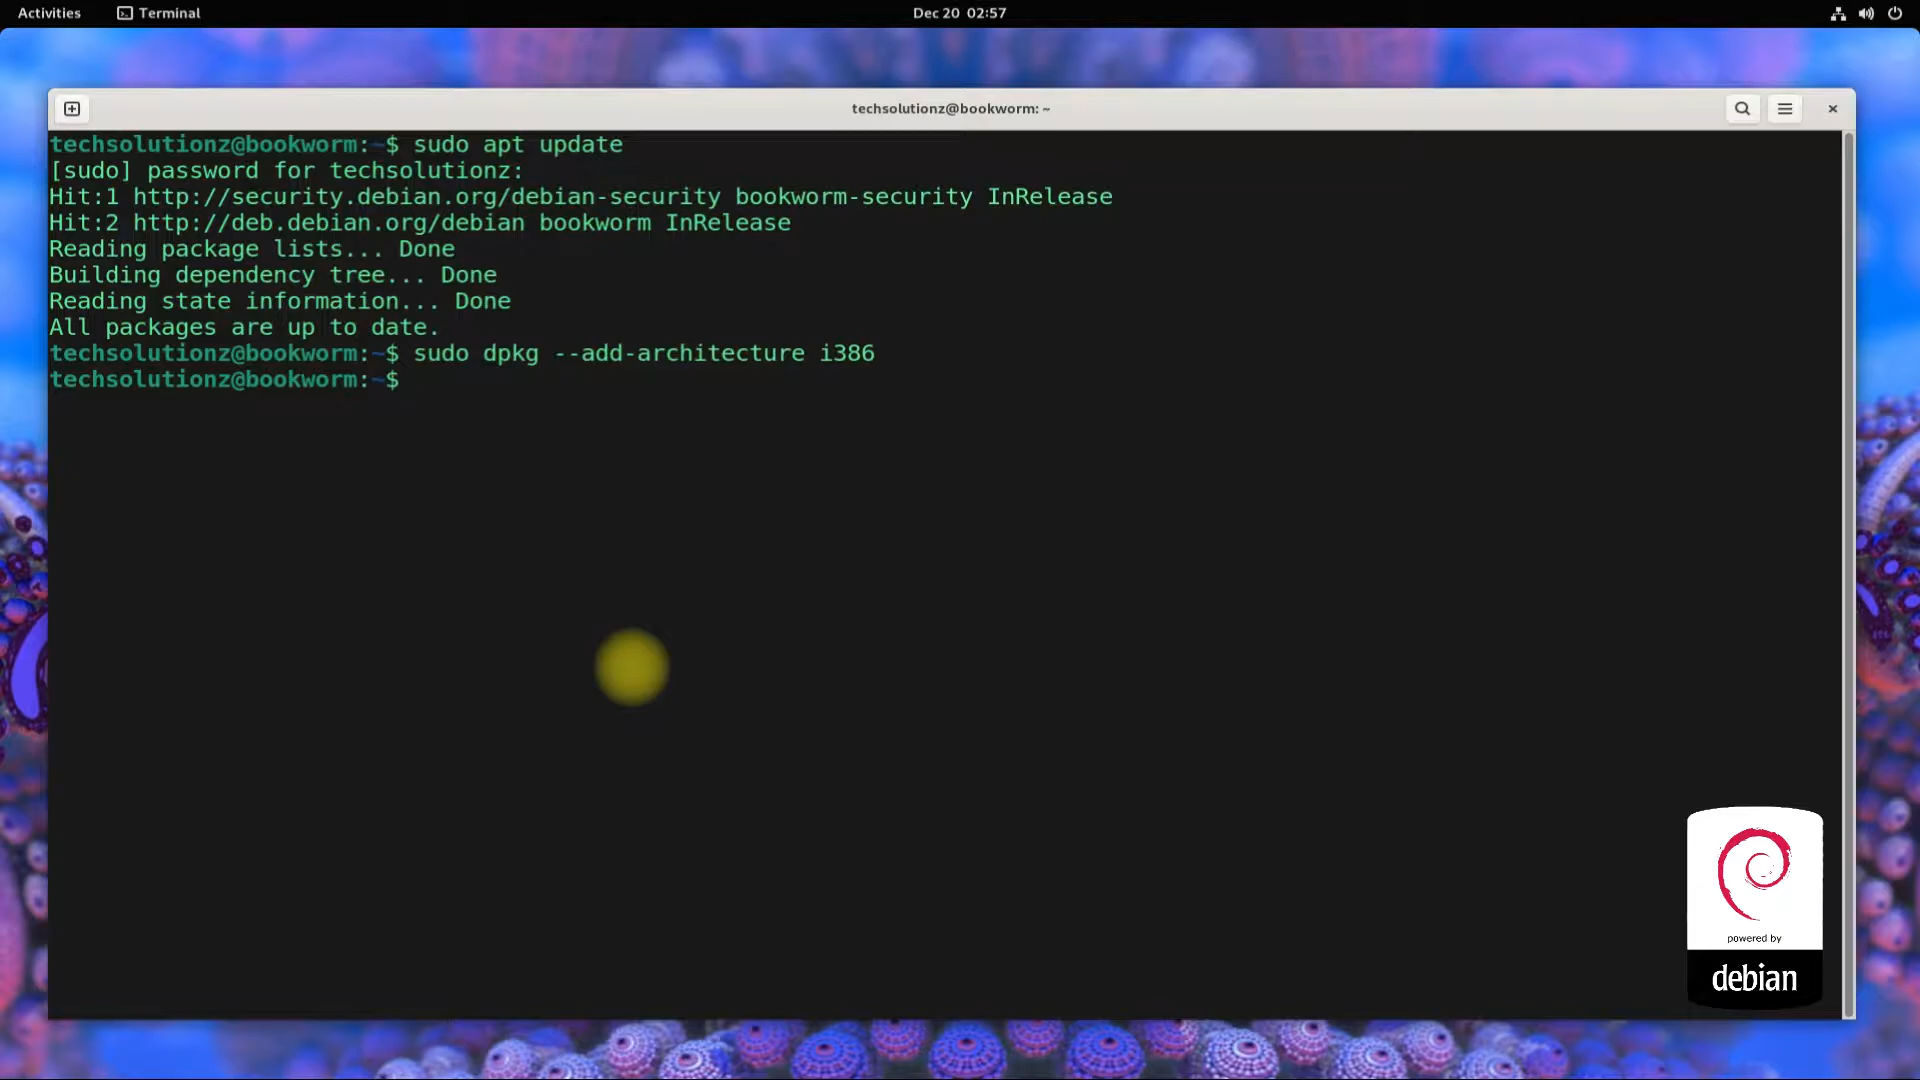 Activities
Terminal
Dec 20 02:57
techsolutionz@bookworm: ~
techsolutionz@bookworm:~$ sudo apt update
[sudo] password for techsolutionz:
Hit:1 http://security.debian.org/debian-security bookworm-security InRelease
Hit:2 http://deb.debian.org/debian bookworm InRelease
Reading package lists... Done
Building dependency tree... Done
Reading state information... Done
All packages are up to date.
techsolutionz@bookworm:~$ sudo dpkg --add-architecture i386
techsolutionz@bookworm:~$
powered by
debian